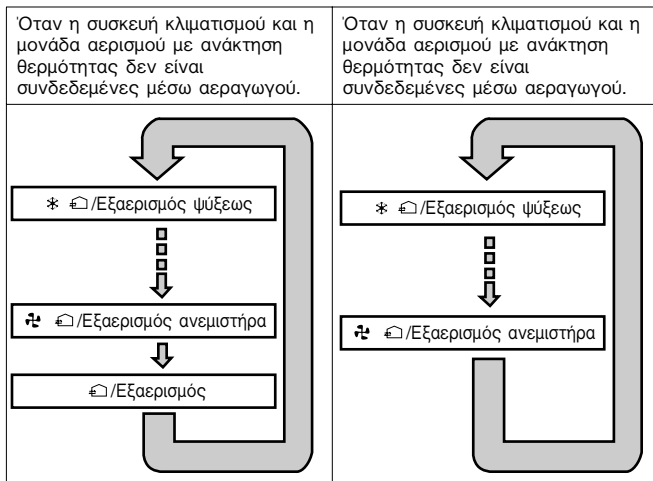 Όταν η συσκευή κλιματισμού και η
μονάδα αερισμού με ανάκτηση
θερμότητας δεν είναι
συνδεδεμένες μέσω αεραγωγού.
Όταν η συσκευή κλιματισμού και η
μονάδα αερισμού με ανάκτηση
θερμότητας δεν είναι
συνδεδεμένες μέσω αεραγωγού.
/Εξαερισμός ψύξεως
/Εξαερισμός ανεμιστήρα
/Εξαερισμός
/Εξαερισμός ψύξεως
/Εξαερισμός ανεμιστήρα